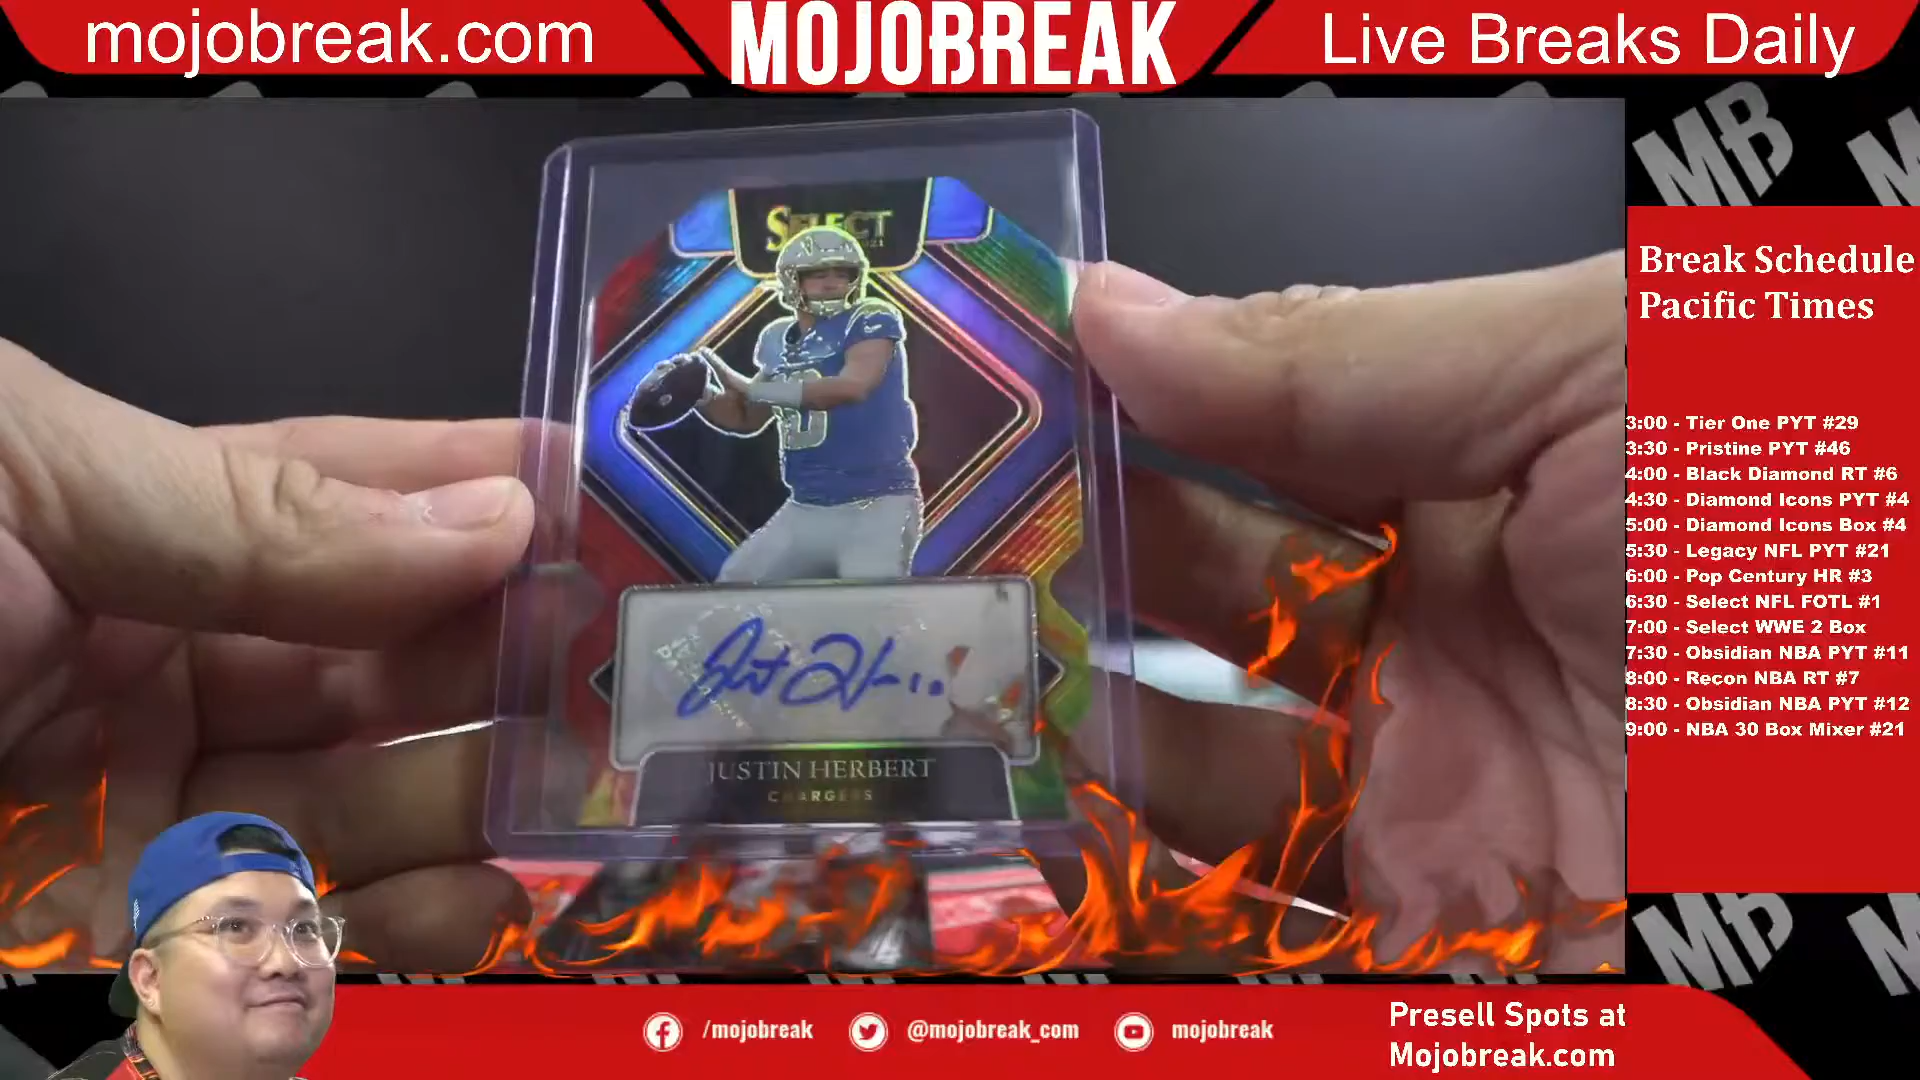 mojobreak.com
MOJOBREAK
Live Breaks Daily
SELECT
JUSTIN HERBERT
CHARGERS
Break Schedule
Pacific Times
3:00 - Tier One PYT #29
3:30 - Pristine PYT #46
4:00 - Black Diamond RT #6
4:30 - Diamond Icons PYT #4
5:00 - Diamond Icons Box #4
5:30 - Legacy NFL PYT #21
6:00 - Pop Century HR #3
6:30 - Select NFL FOTL #1
7:00 - Select WWE 2 Box
7:30 - Obsidian NBA PYT #11
8:00 - Recon NBA RT #7
8:30 - Obsidian NBA PYT #12
9:00 - NBA 30 Box Mixer #21
MB
MB
/mojobreak
@mojobreak_com
mojobreak
Presell Spots at
Mojobreak.com